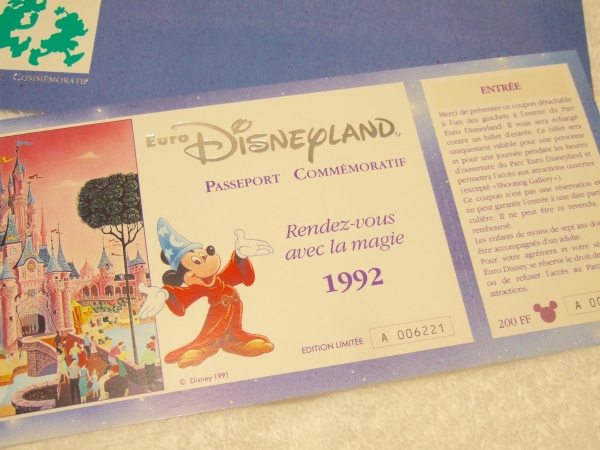 COMMÉMORATIF
Euro DISNEYLAND
PASSEPORT COMMÉMORATIF
Rendez-vous
avec la magie
1992
EDITION LIMITÉE A 006221
© Disney 1991
ENTRÉE
Merci de présenter ce coupon détachable
à l'un des guichets à l'entrée du Parc
Euro Disneyland. Il vous sera échangé
contre un billet d'entrée. Ce billet sera
uniquement valable pour une personne
et pour une journée pendant les heures
d'ouverture du Parc Euro Disneyland et
permettra l'accès aux attractions ouvertes
(excepté «Shooting Gallery»).
Ce coupon n'est pas une réservation et
ne peut garantir l'entrée à une date par
culière. Il ne peut être ni revendu,
remboursé.
Les enfants de moins de sept ans doi
être accompagnés d'un adulte.
Pour votre agrément et votre sé
Euro Disney se réserve le droit de
ou de refuser l'accès au Parc
attractions.
200 FF A 00